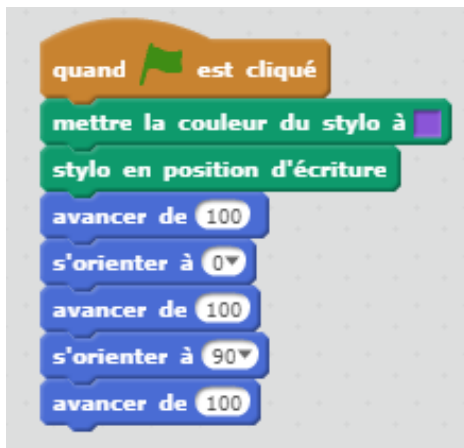 quand est cliqué
mettre la couleur du stylo à
stylo en position d'écriture
avancer de 100
s'orienter à 0
avancer de 100
s'orienter à 90
avancer de 100